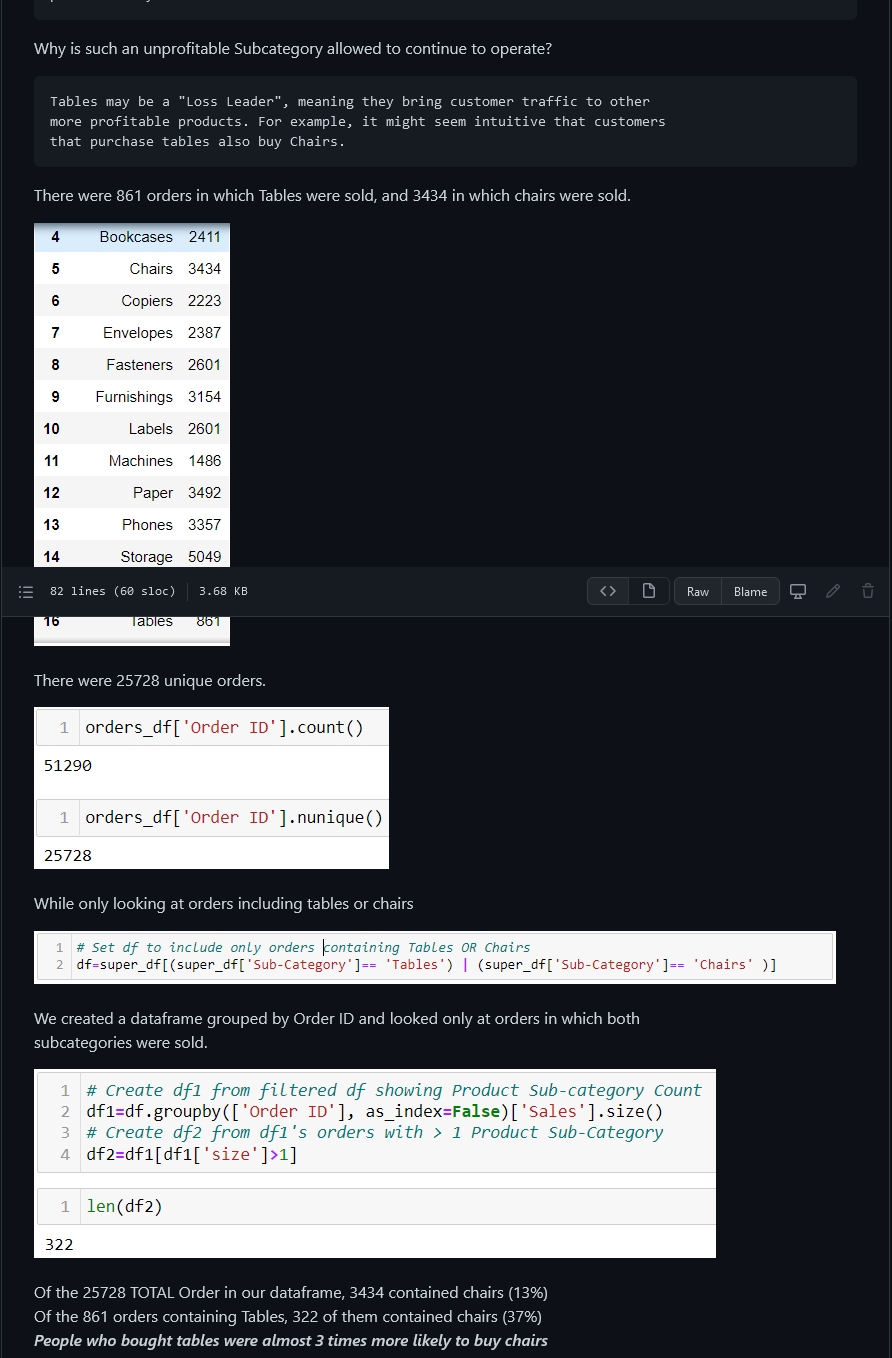 Why is such an unprofitable Subcategory allowed to continue to operate?
Tables may be a "Loss Leader", meaning they bring customer traffic to other
more profitable products. For example, it might seem intuitive that customers
that purchase tables also buy Chairs.
There were 861 orders in which Tables were sold, and 3434 in which chairs were sold.
4 Bookcases 2411
5 Chairs 3434
6 Copiers 2223
7 Envelopes 2387
8 Fasteners 2601
9 Furnishings 3154
10 Labels 2601
11 Machines 1486
12 Paper 3492
13 Phones 3357
14 Storage 5049
82 lines (60 sloc) 3.68 KB Raw Blame
16 Tables 861
There were 25728 unique orders.
1 orders_df['Order ID'].count()
51290
1 orders_df['Order ID'].nunique()
25728
While only looking at orders including tables or chairs
1 # Set df to include only orders containing Tables OR Chairs
2 df=super_df[(super_df['Sub-Category']== 'Tables') | (super_df['Sub-Category']== 'Chairs' )]
We created a dataframe grouped by Order ID and looked only at orders in which both
subcategories were sold.
1 # Create df1 from filtered df showing Product Sub-category Count
2 df1=df.groupby(['Order ID'], as_index=False)['Sales'].size()
3 # Create df2 from df1's orders with > 1 Product Sub-Category
4 df2=df1[df1['size']>1]
1 len(df2)
322
Of the 25728 TOTAL Order in our dataframe, 3434 contained chairs (13%)
Of the 861 orders containing Tables, 322 of them contained chairs (37%)
People who bought tables were almost 3 times more likely to buy chairs